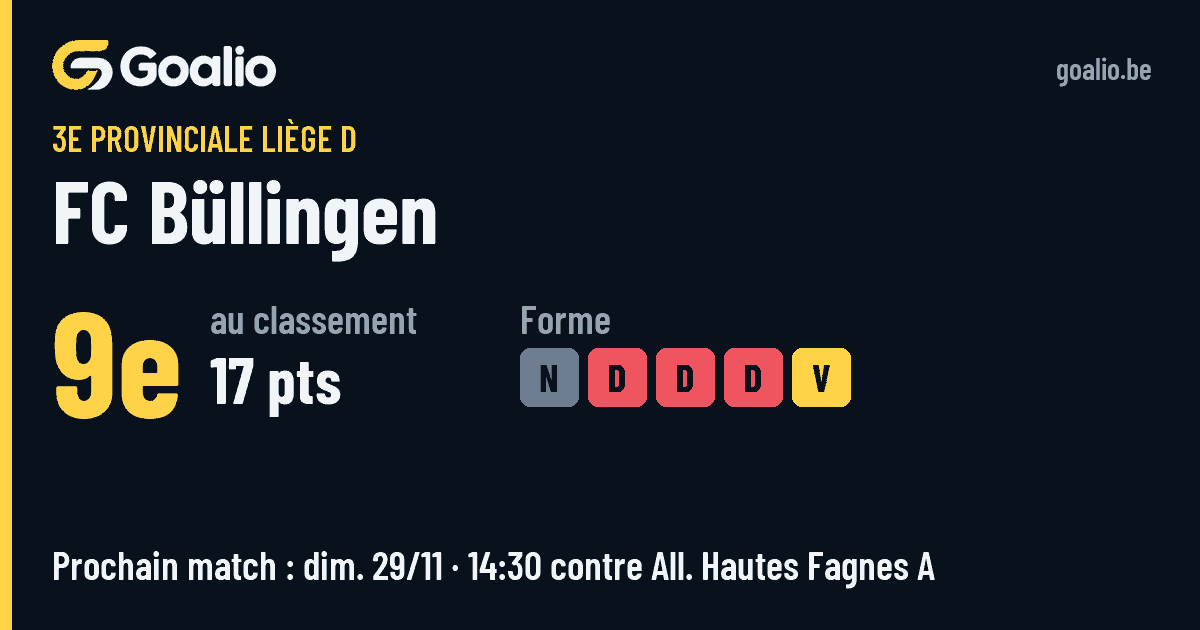 Goalio
goalio.be
3E PROVINCIALE LIÈGE D
FC Büllingen
9e
au classement
17 pts
Forme
N D D D V
Prochain match : dim. 29/11 · 14:30 contre All. Hautes Fagnes A